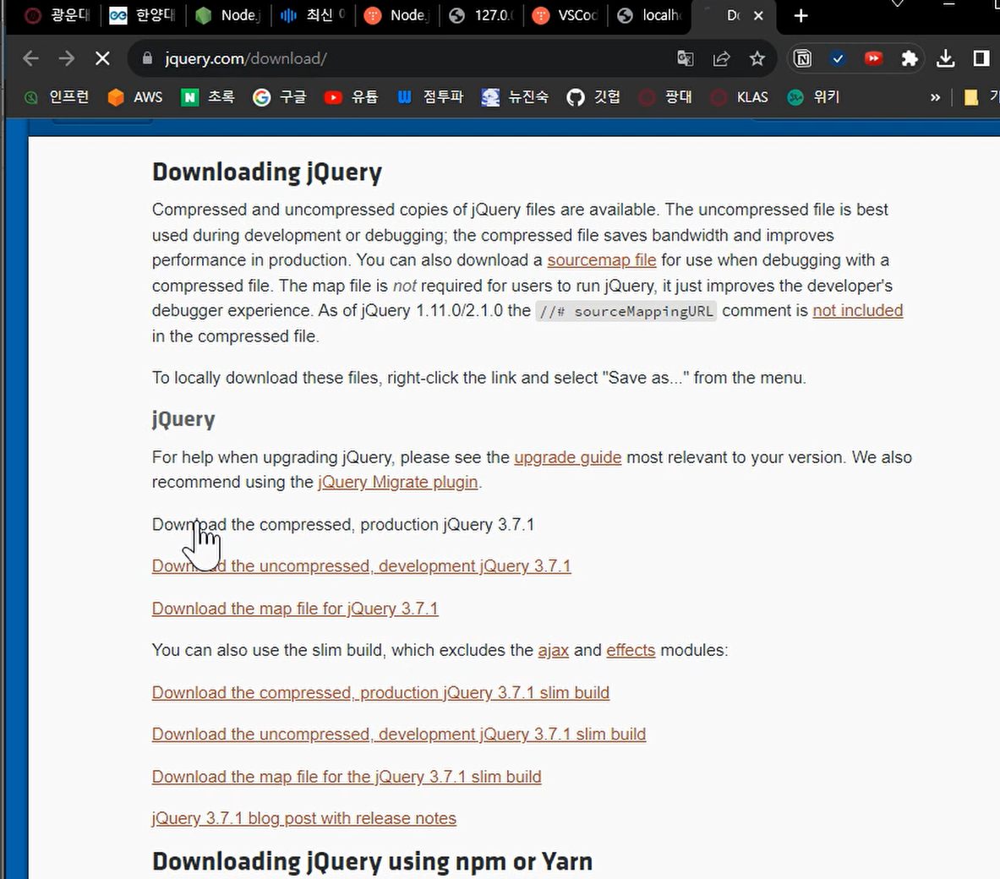 광운대
한양대
Node.j
최신
Node.j
127.0.
VSCod
localho
jquery.com/download/
인프런
AWS
초록
구글
유튭
점투파
뉴진숙
깃헙
광대
KLAS
위키
»
Downloading jQuery
Compressed and uncompressed copies of jQuery files are available. The uncompressed file is best
used during development or debugging; the compressed file saves bandwidth and improves
performance in production. You can also download a sourcemap file for use when debugging with a
compressed file. The map file is not required for users to run jQuery, it just improves the developer's
debugger experience. As of jQuery 1.11.0/2.1.0 the //# sourceMappingURL comment is not included
in the compressed file.
To locally download these files, right-click the link and select "Save as..." from the menu.
jQuery
For help when upgrading jQuery, please see the upgrade guide most relevant to your version. We also
recommend using the jQuery Migrate plugin.
Download the compressed, production jQuery 3.7.1
Download the uncompressed, development jQuery 3.7.1
Download the map file for jQuery 3.7.1
You can also use the slim build, which excludes the ajax and effects modules:
Download the compressed, production jQuery 3.7.1 slim build
Download the uncompressed, development jQuery 3.7.1 slim build
Download the map file for the jQuery 3.7.1 slim build
jQuery 3.7.1 blog post with release notes
Downloading jQuery using npm or Yarn